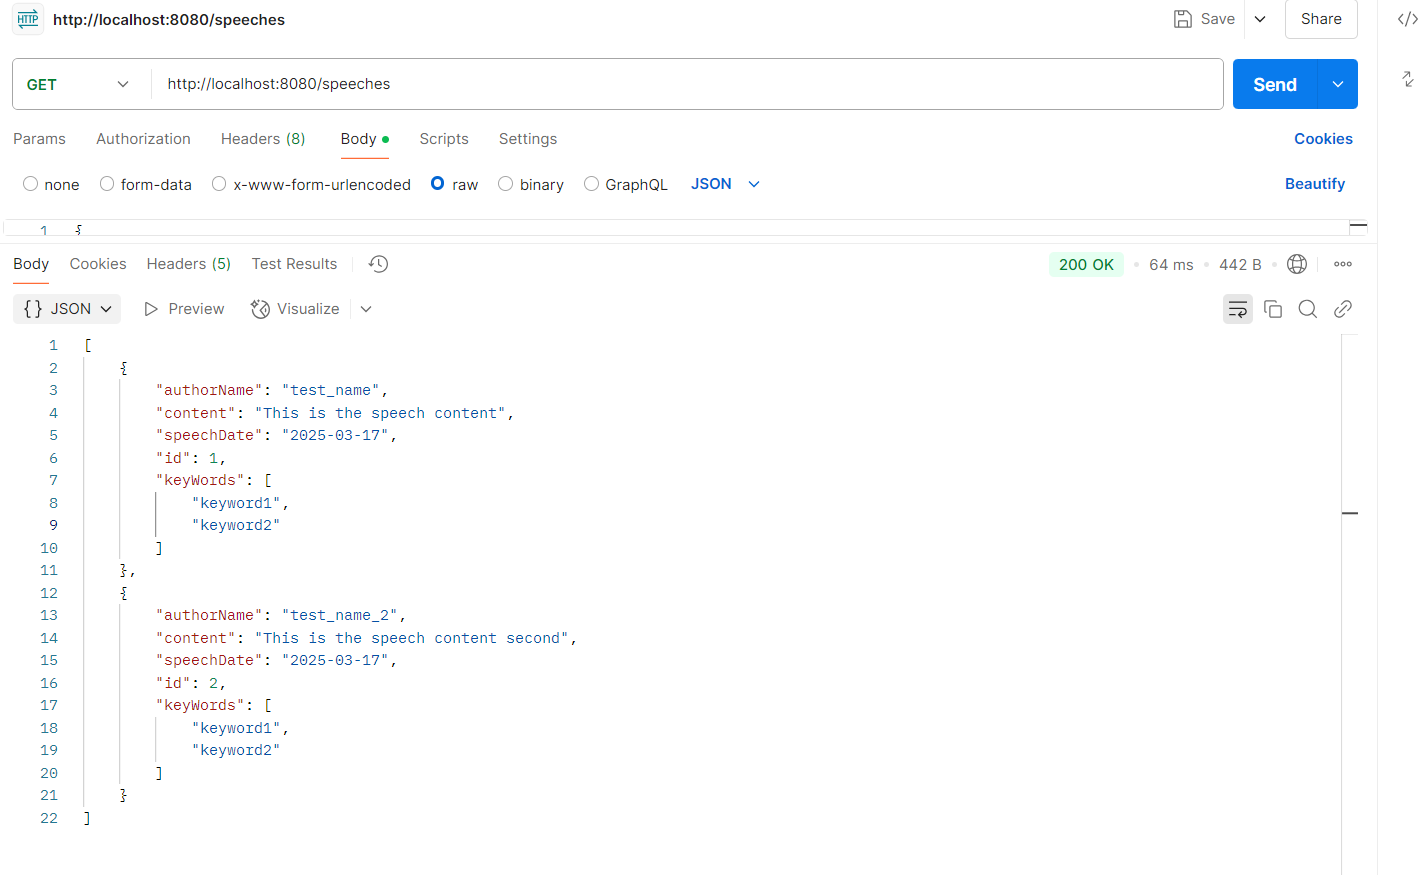 HTTP http://localhost:8080/speeches Save Share
GET http://localhost:8080/speeches Send
Params Authorization Headers (8) Body Scripts Settings Cookies
none form-data x-www-form-urlencoded raw binary GraphQL JSON Beautify
1 {
Body Cookies Headers (5) Test Results 200 OK 64 ms 442 B
{} JSON Preview Visualize
1 [
2 {
3 "authorName": "test_name",
4 "content": "This is the speech content",
5 "speechDate": "2025-03-17",
6 "id": 1,
7 "keyWords": [
8 "keyword1",
9 "keyword2"
10 ]
11 },
12 {
13 "authorName": "test_name_2",
14 "content": "This is the speech content second",
15 "speechDate": "2025-03-17",
16 "id": 2,
17 "keyWords": [
18 "keyword1",
19 "keyword2"
20 ]
21 }
22 ]